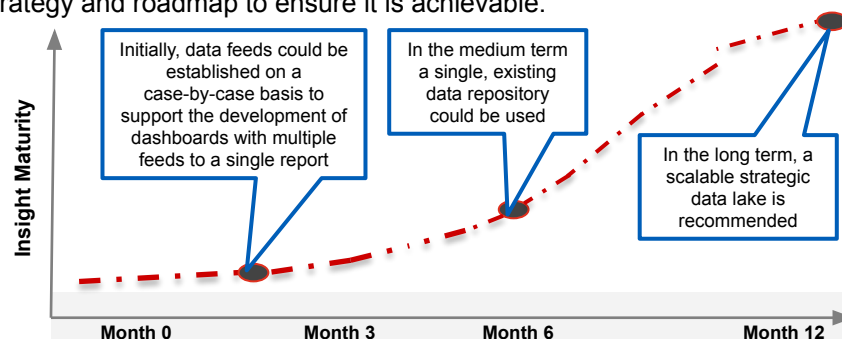 strategy and roadmap to ensure it is achievable.
Initially, data feeds could be
established on a
case-by-case basis to
support the development of
dashboards with multiple
feeds to a single report
In the medium term
a single, existing
data repository
could be used
In the long term, a
scalable strategic
data lake is
recommended
Insight Maturity
Month 0
Month 3
Month 6
Month 12